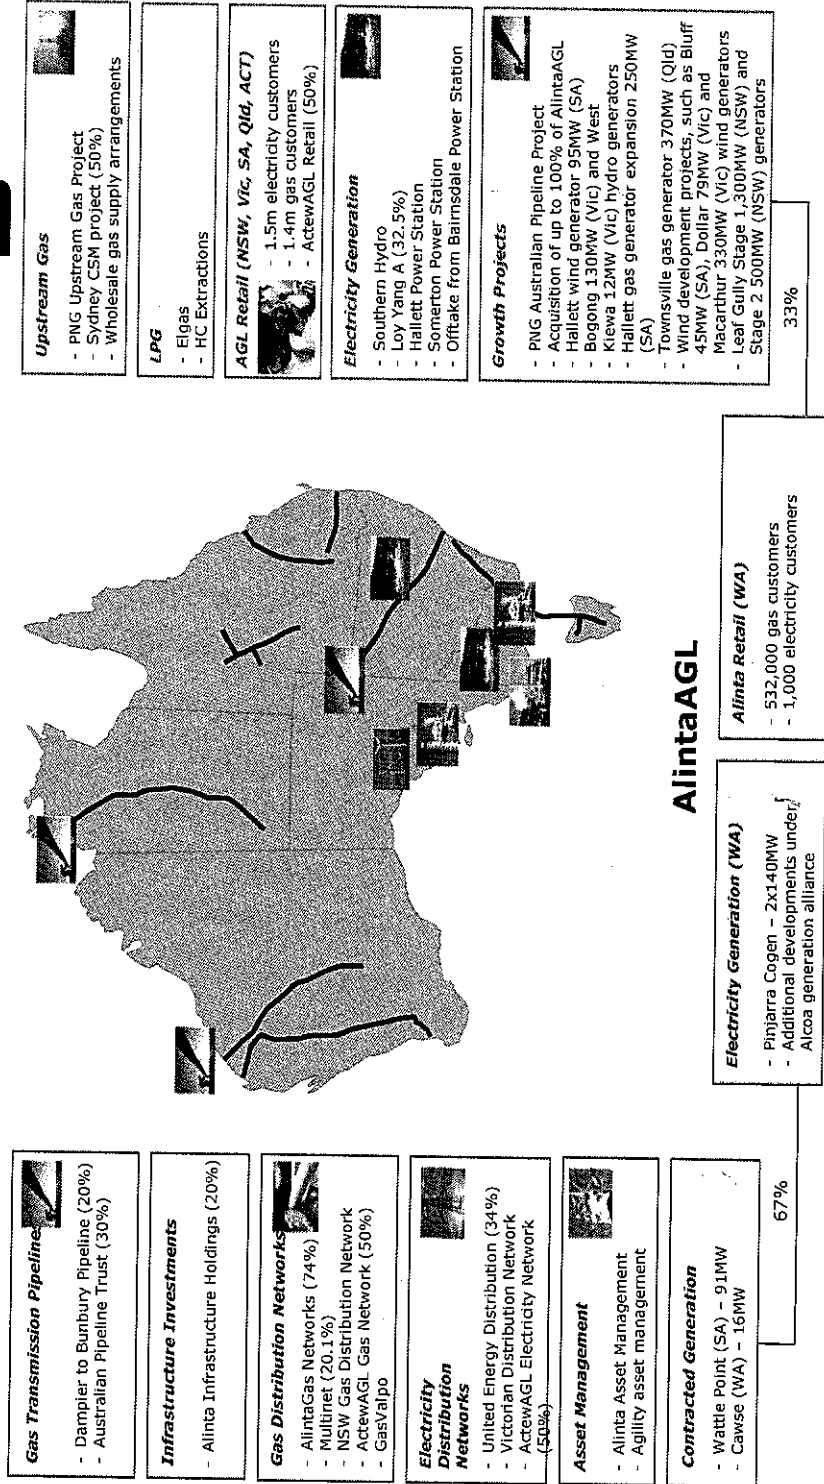 Gas Transmission Pipelines
- Dampier to Bunbury Pipeline (20%)
- Australian Pipeline Trust (30%)
Infrastructure Investments
- Alinta Infrastructure Holdings (20%)
Gas Distribution Networks
- AlintaGas Networks (74%)
- Multinet (20.1%)
- NSW Gas Distribution Network
- ActewAGL Gas Network (50%)
- GasValpo
Electricity
Distribution
Networks
- United Energy Distribution (34%)
- Victorian Distribution Network
- ActewAGL Electricity Network
(50%)
Asset Management
- Alinta Asset Management
- Agility asset management
Contracted Generation
- Wattle Point (SA) – 91MW
- Cawse (WA) – 16MW
67%
AlintaAGL
Electricity Generation (WA)
- Pinjarra Cogen – 2x140MW
- Additional developments under
Alcoa generation alliance
Alinta Retail (WA)
- 532,000 gas customers
- 1,000 electricity customers
33%
Upstream Gas
- PNG Upstream Gas Project
- Sydney CSM project (50%)
- Wholesale gas supply arrangements
LPG
- Elgas
- HC Extractions
AGL Retail (NSW, Vic, SA, Qld, ACT)
- 1.5m electricity customers
- 1.4m gas customers
- ActewAGL Retail (50%)
Electricity Generation
- Southern Hydro
- Loy Yang A (32.5%)
- Hallett Power Station
- Somerton Power Station
- Offtake from Bairnsdale Power Station
Growth Projects
- PNG Australian Pipeline Project
- Acquisition of up to 100% of AlintaAGL
- Hallett wind generator 95MW (SA)
- Bogong 130MW (Vic) and West
Kiewa 12MW (Vic) hydro generators
- Hallett gas generator expansion 250MW
(SA)
- Townsville gas generator 370MW (Qld)
- Wind development projects, such as Bluff
45MW (SA), Dollar 79MW (Vic) and
Macarthur 330MW (Vic) wind generators
- Leaf Gully Stage 1,300MW (NSW) and
Stage 2 500MW (NSW) generators